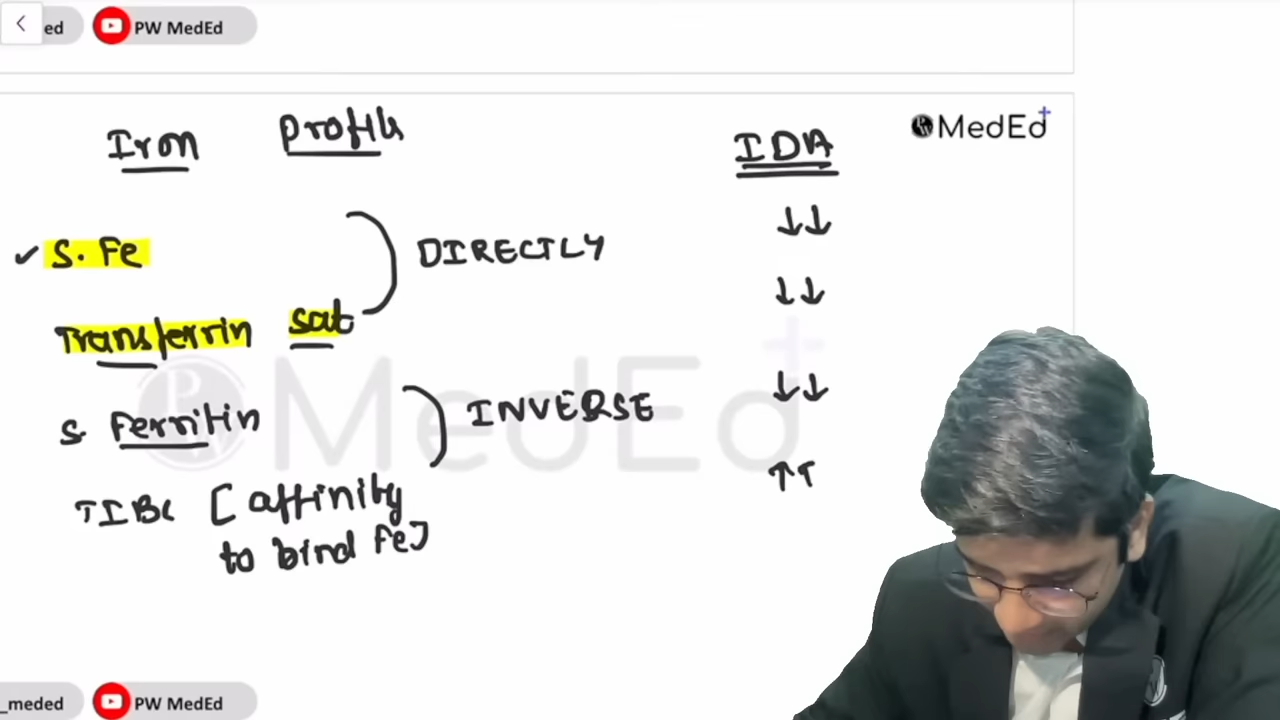 ed PW MedEd
Iron Profile
IDA
MedEd+
↓↓
✓ S. Fe
DIRECTLY
↓↓
Transferrin sat
MedEd+
↓↓
S. Ferritin
INVERSE
↑↑
TIBC [affinity
to bind Fe]
_meded PW MedEd